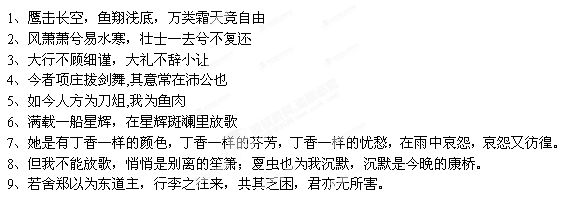 1、鹰击长空，鱼翔浅底，万类霜天竞自由
2、风萧萧兮易水寒，壮士一去兮不复还
3、大行不顾细谨，大礼不辞小让
4、今者项庄拔剑舞,其意常在沛公也
5、如今人方为刀俎,我为鱼肉
6、满载一船星辉，在星辉斑斓里放歌
7、她是有丁香一样的颜色，丁香一样的芬芳，丁香一样的忧愁，在雨中哀怨，哀怨又彷徨。
8、但我不能放歌，悄悄是别离的笙箫；夏虫也为我沉默，沉默是今晚的康桥。
9、若舍郑以为东道主，行李之往来，共其乏困，君亦无所害。